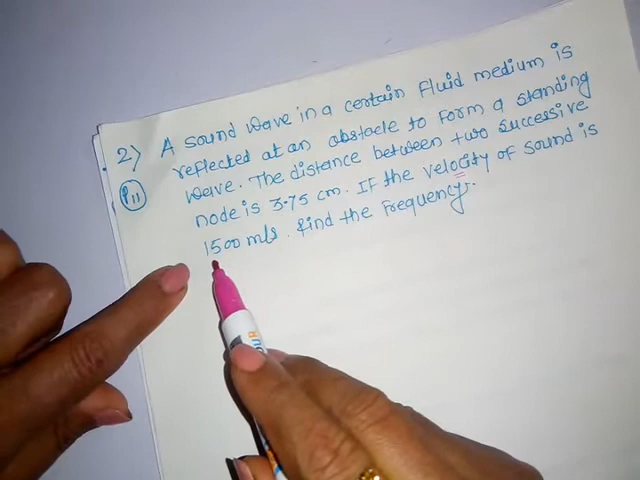 2) A sound wave in a certain fluid medium is
P11 reflected at an obstacle to form a standing
wave. The distance between two successive
node is 3.75 cm. If the velocity of sound is
1500 m/s. find the frequency.
OUR